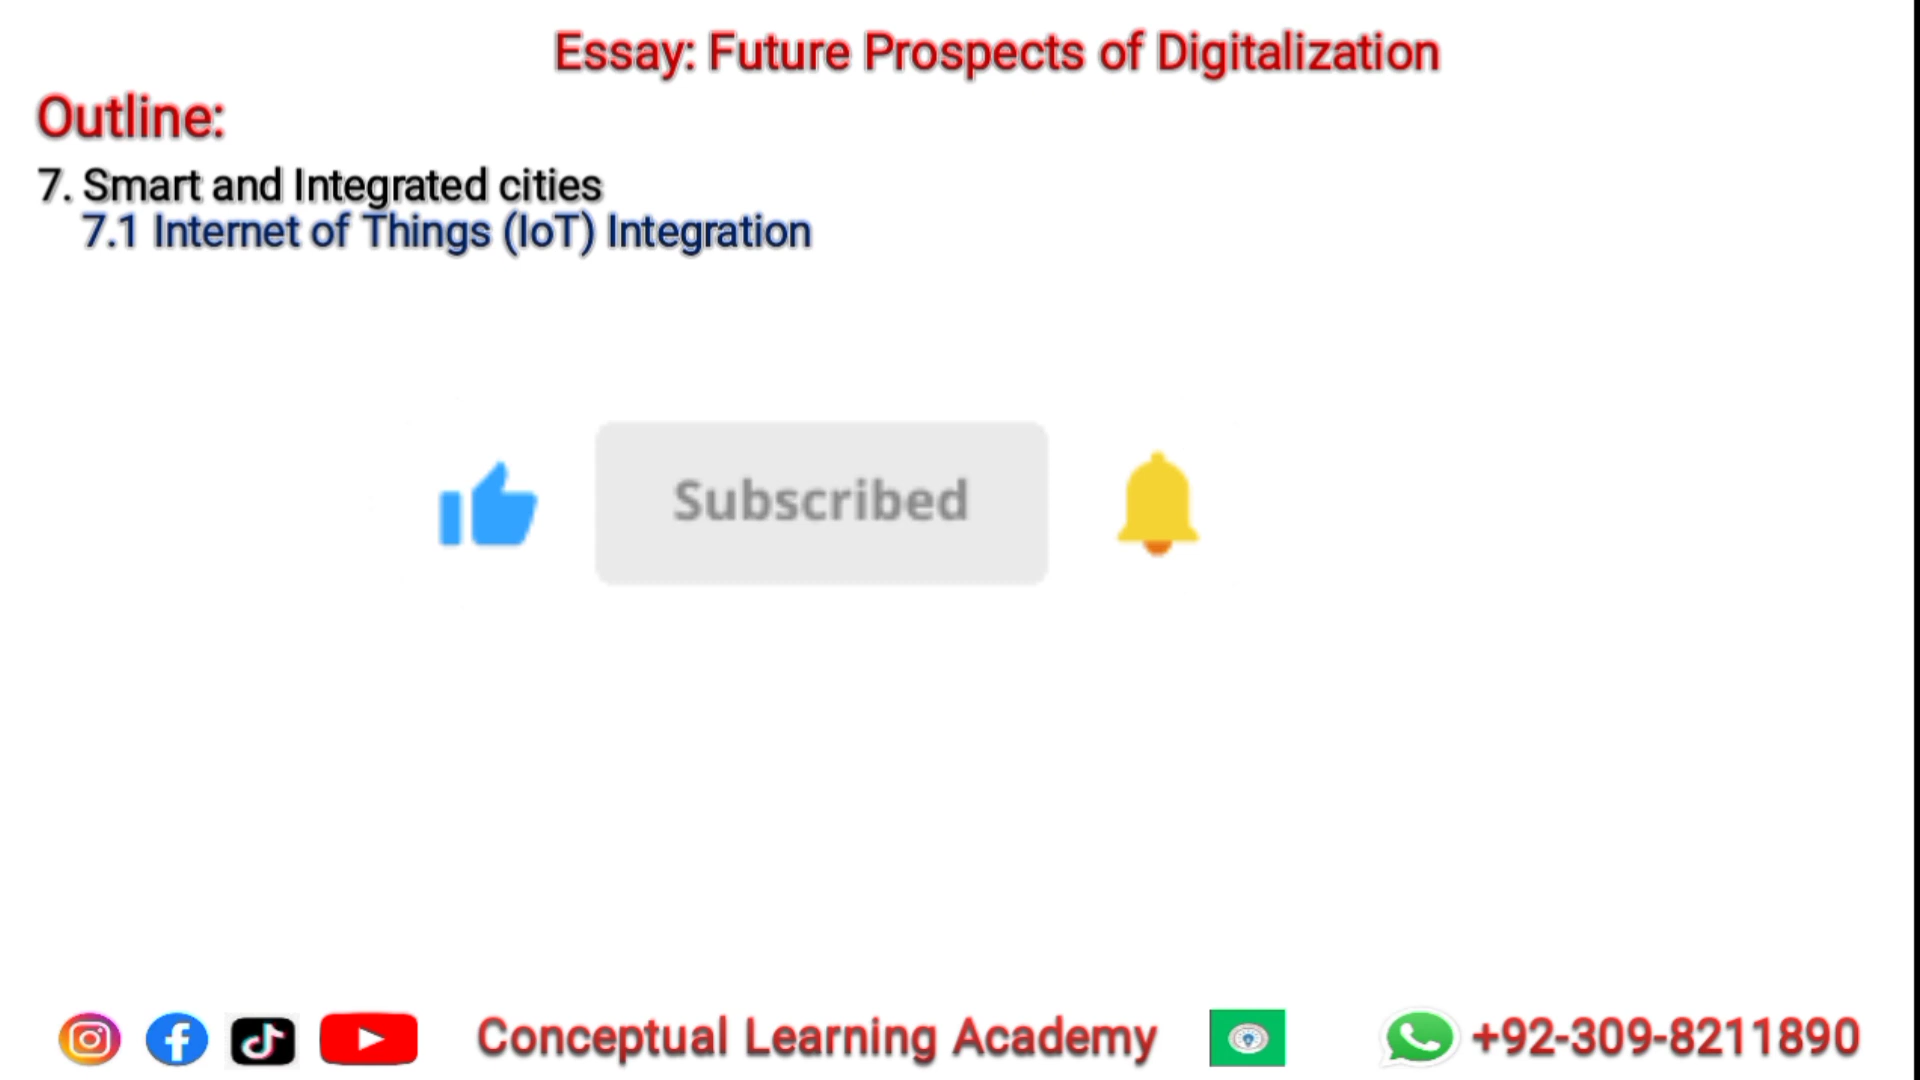 Essay: Future Prospects of Digitalization
Outline:
7. Smart and Integrated cities
7.1 Internet of Things (IoT) Integration
Subscribed
Conceptual Learning Academy
+92-309-8211890